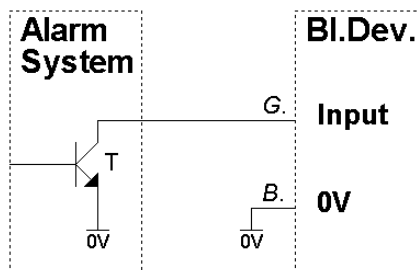 Alarm
System
Bl.Dev.
G.
Input
T
B.
0V
0V
0V